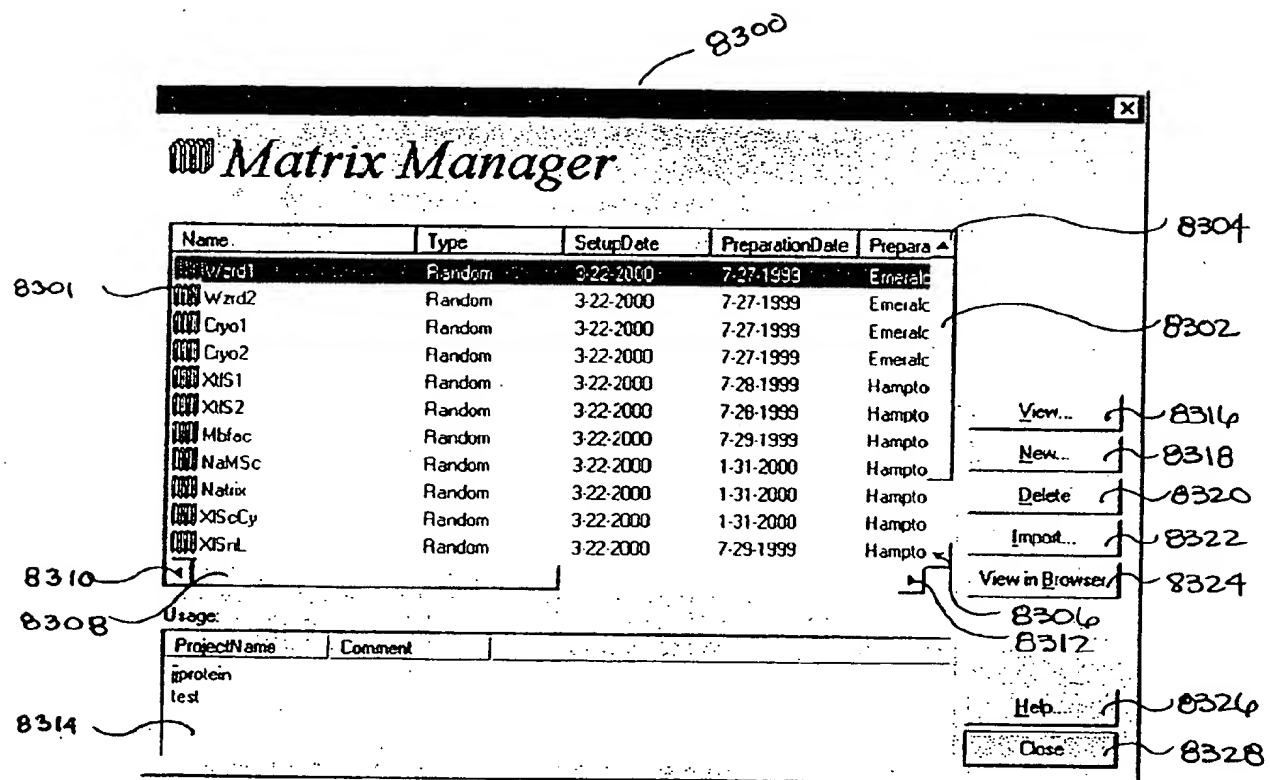 8300
Matrix Manager
Name Type SetupDate PreparationDate Prepara 8304
8301 Wzrd1 Random 3-22-2000 7-27-1999 Emeralc
Wzrd2 Random 3-22-2000 7-27-1999 Emeralc
Cryo1 Random 3-22-2000 7-27-1999 Emeralc 8302
Cryo2 Random 3-22-2000 7-27-1999 Emeralc
XtlS1 Random 3-22-2000 7-28-1999 Hampto
XtlS2 Random 3-22-2000 7-28-1999 Hampto View... 8316
Mbfac Random 3-22-2000 7-29-1999 Hampto
NaMSc Random 3-22-2000 1-31-2000 Hampto New... 8318
Natrix Random 3-22-2000 1-31-2000 Hampto Delete 8320
XlScCy Random 3-22-2000 1-31-2000 Hampto Import... 8322
XlSnL Random 3-22-2000 7-29-1999 Hampto
8310 View in Browser 8324
8308 8306
Usage: 8312
ProjectName Comment
jjprotein
test
8314 Help... 8326
Close 8328